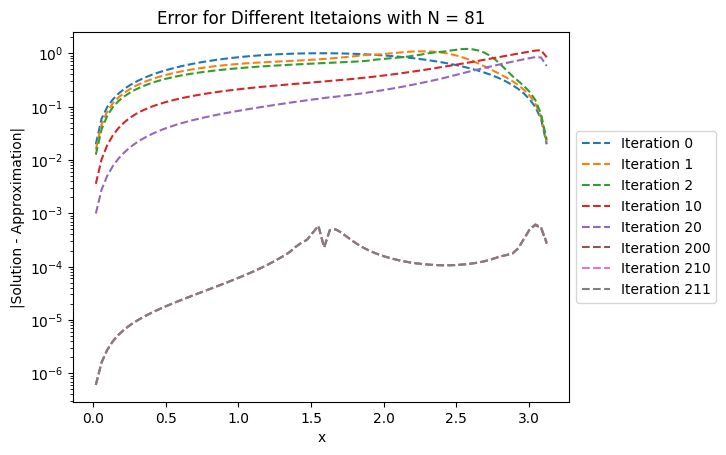 Error for Different Itetaions with N = 81
|Solution - Approximation|
10⁰
10⁻¹
10⁻²
10⁻³
10⁻⁴
10⁻⁵
10⁻⁶
0.0 0.5 1.0 1.5 2.0 2.5 3.0
x
Iteration 0
Iteration 1
Iteration 2
Iteration 10
Iteration 20
Iteration 200
Iteration 210
Iteration 211